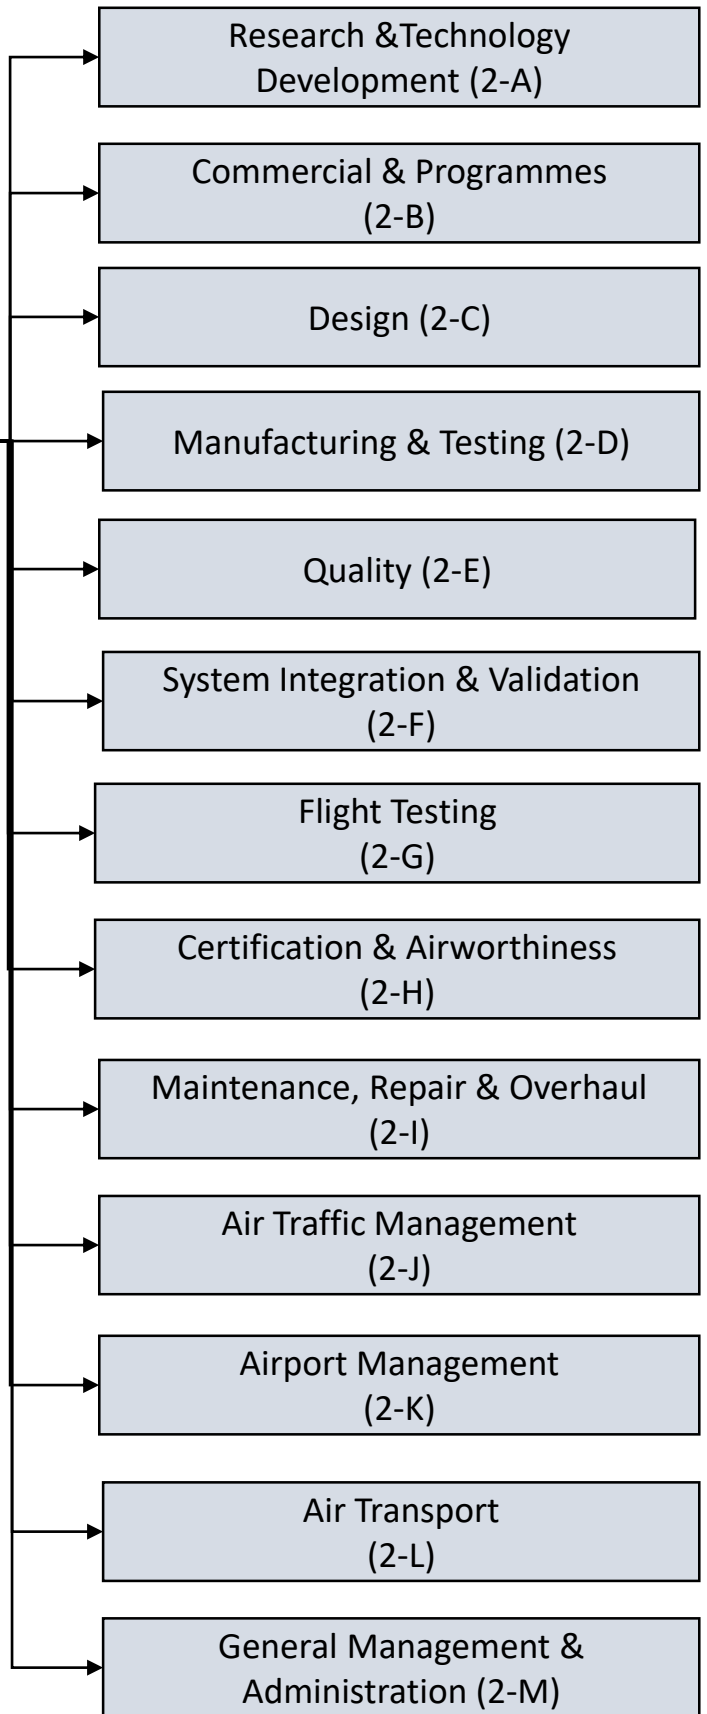 Research &Technology
Development (2-A)
Commercial & Programmes
(2-B)
Design (2-C)
Manufacturing & Testing (2-D)
Quality (2-E)
System Integration & Validation
(2-F)
Flight Testing
(2-G)
Certification & Airworthiness
(2-H)
Maintenance, Repair & Overhaul
(2-I)
Air Traffic Management
(2-J)
Airport Management
(2-K)
Air Transport
(2-L)
General Management &
Administration (2-M)